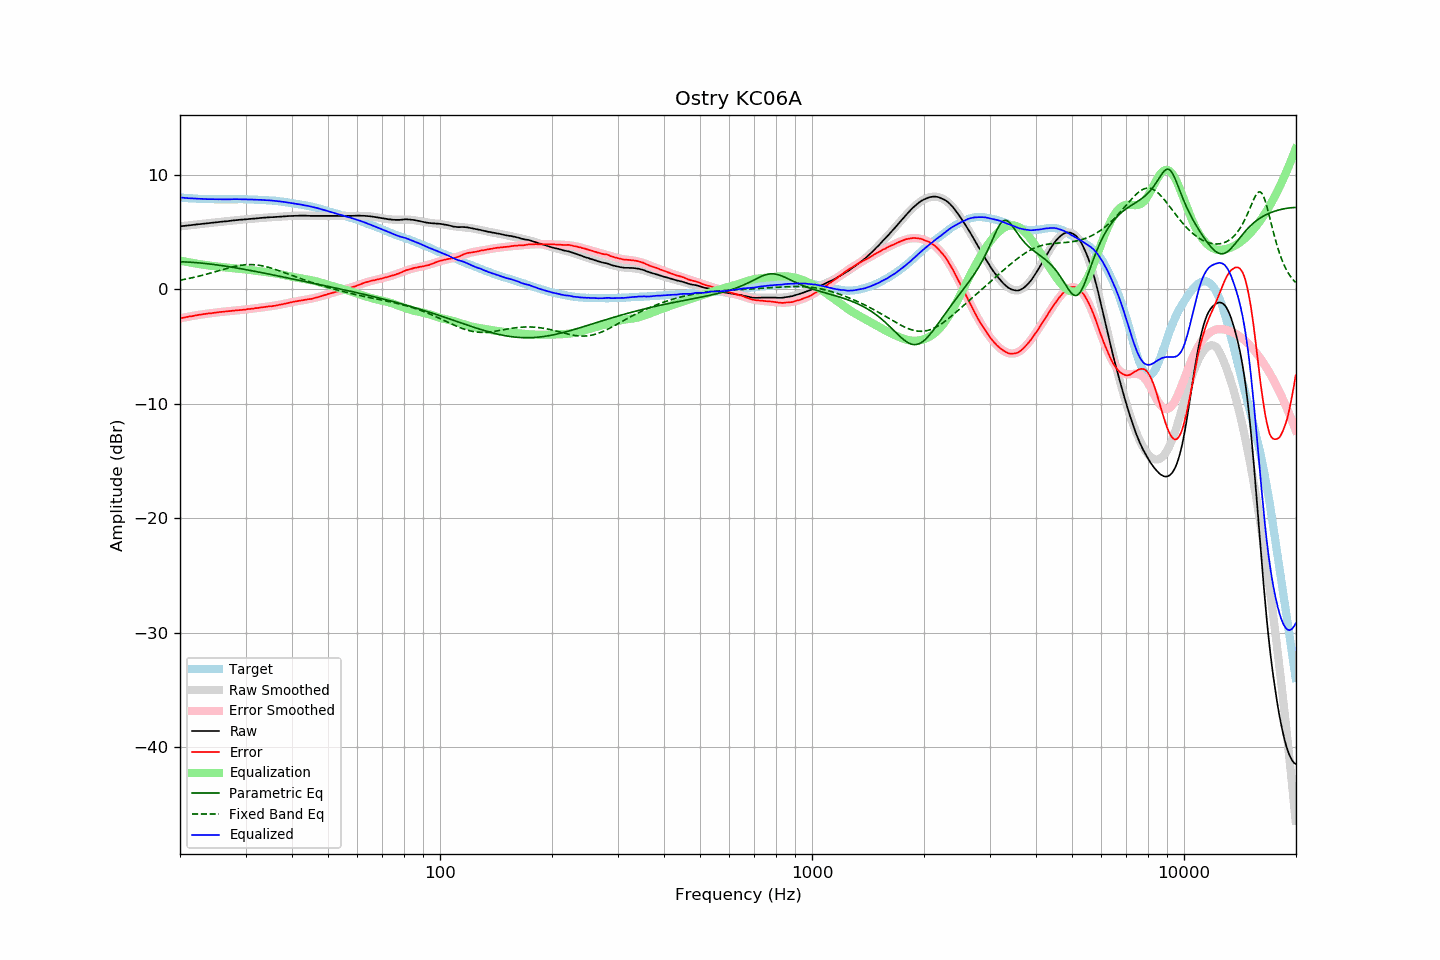 Ostry KC06A
10
0
−10
−20
−30
−40
Amplitude (dBr)
Target
Raw Smoothed
Error Smoothed
Raw
Error
Equalization
Parametric Eq
Fixed Band Eq
Equalized
100
1000
10000
Frequency (Hz)